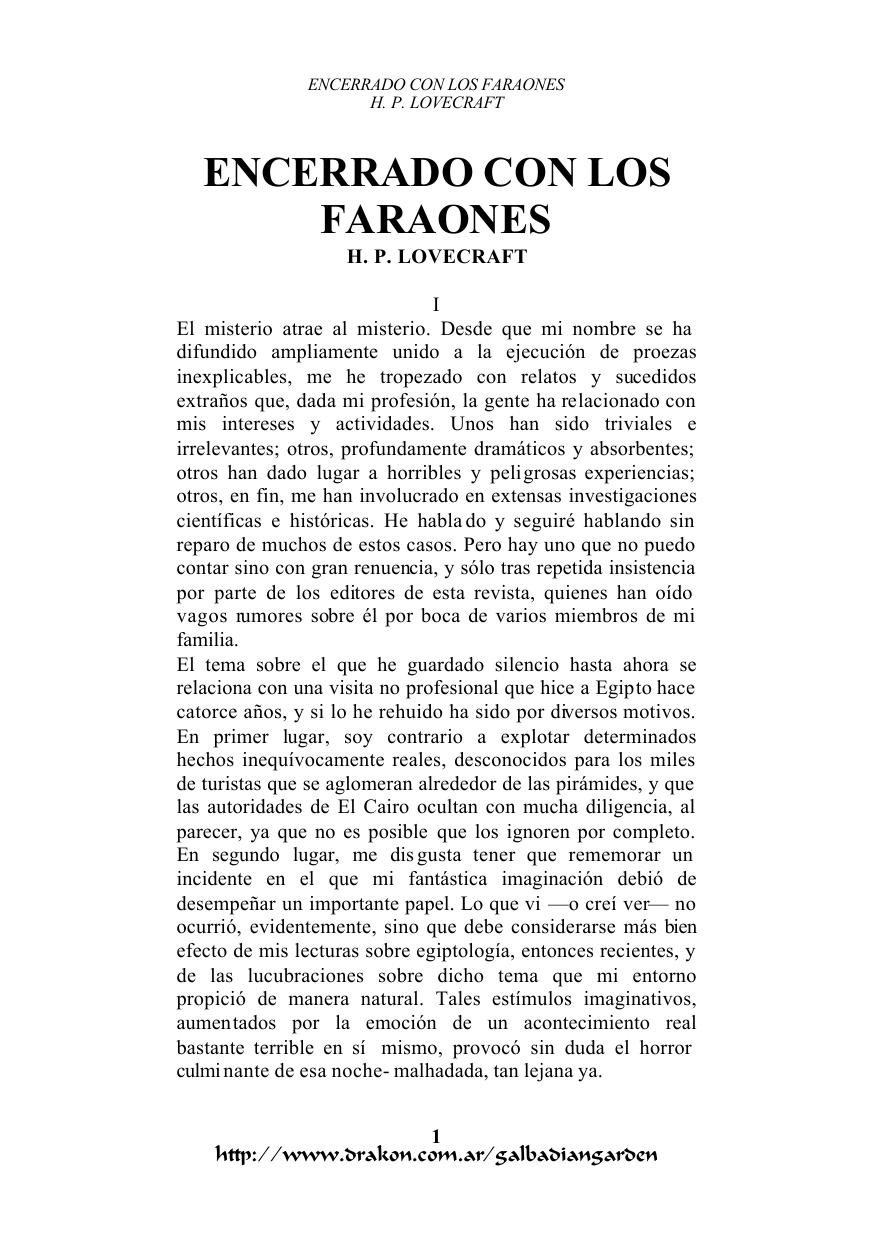 ENCERRADO CON LOS FARAONES
H. P. LOVECRAFT
ENCERRADO CON LOS
FARAONES
H. P. LOVECRAFT
I
El misterio atrae al misterio. Desde que mi nombre se ha
difundido ampliamente unido a la ejecución de proezas
inexplicables, me he tropezado con relatos y sucedidos
extraños que, dada mi profesión, la gente ha relacionado con
mis intereses y actividades. Unos han sido triviales e
irrelevantes; otros, profundamente dramáticos y absorbentes;
otros han dado lugar a horribles y peligrosas experiencias;
otros, en fin, me han involucrado en extensas investigaciones
científicas e históricas. He hablado y seguiré hablando sin
reparo de muchos de estos casos. Pero hay uno que no puedo
contar sino con gran renuencia, y sólo tras repetida insistencia
por parte de los editores de esta revista, quienes han oído
vagos rumores sobre él por boca de varios miembros de mi
familia.
El tema sobre el que he guardado silencio hasta ahora se
relaciona con una visita no profesional que hice a Egipto hace
catorce años, y si lo he rehuido ha sido por diversos motivos.
En primer lugar, soy contrario a explotar determinados
hechos inequívocamente reales, desconocidos para los miles
de turistas que se aglomeran alrededor de las pirámides, y que
las autoridades de El Cairo ocultan con mucha diligencia, al
parecer, ya que no es posible que los ignoren por completo.
En segundo lugar, me disgusta tener que rememorar un
incidente en el que mi fantástica imaginación debió de
desempeñar un importante papel. Lo que vi —o creí ver— no
ocurrió, evidentemente, sino que debe considerarse más bien
efecto de mis lecturas sobre egiptología, entonces recientes, y
de las lucubraciones sobre dicho tema que mi entorno
propició de manera natural. Tales estímulos imaginativos,
aumentados por la emoción de un acontecimiento real
bastante terrible en sí mismo, provocó sin duda el horror
culminante de esa noche- malhadada, tan lejana ya.
1
http://www.drakon.com.ar/galbadiangarden